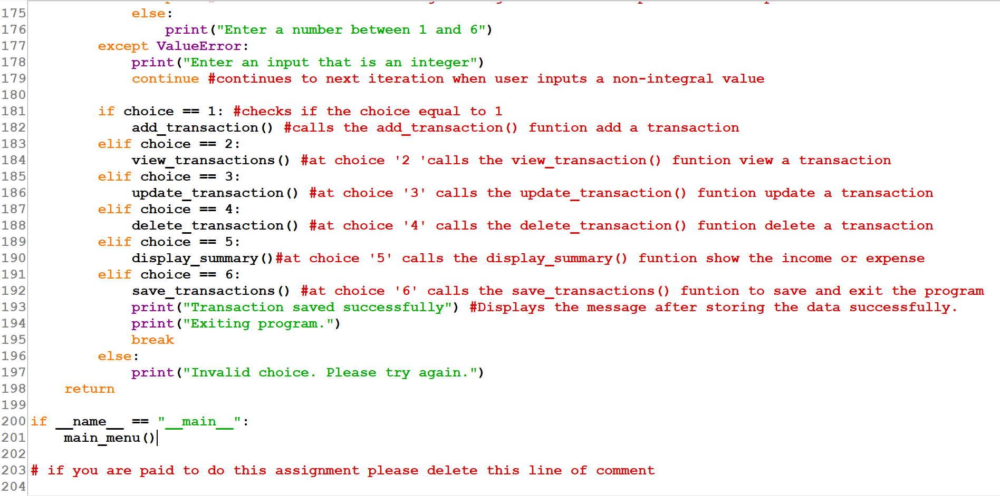 175 else:
176 print("Enter a number between 1 and 6")
177 except ValueError:
178 print("Enter an input that is an integer")
179 continue #continues to next iteration when user inputs a non-integral value
180
181 if choice == 1: #checks if the choice equal to 1
182 add_transaction() #calls the add_transaction() funtion add a transaction
183 elif choice == 2:
184 view_transactions() #at choice '2 'calls the view_transaction() funtion view a transaction
185 elif choice == 3:
186 update_transaction() #at choice '3' calls the update_transaction() funtion update a transaction
187 elif choice == 4:
188 delete_transaction() #at choice '4' calls the delete_transaction() funtion delete a transaction
189 elif choice == 5:
190 display_summary()#at choice '5' calls the display_summary() funtion show the income or expense
191 elif choice == 6:
192 save_transactions() #at choice '6' calls the save_transactions() funtion to save and exit the program
193 print("Transaction saved successfully") #Displays the message after storing the data successfully.
194 print("Exiting program.")
195 break
196 else:
197 print("Invalid choice. Please try again.")
198 return
199
200 if __name__ == "__main__":
201 main_menu()
202
203 # if you are paid to do this assignment please delete this line of comment
204